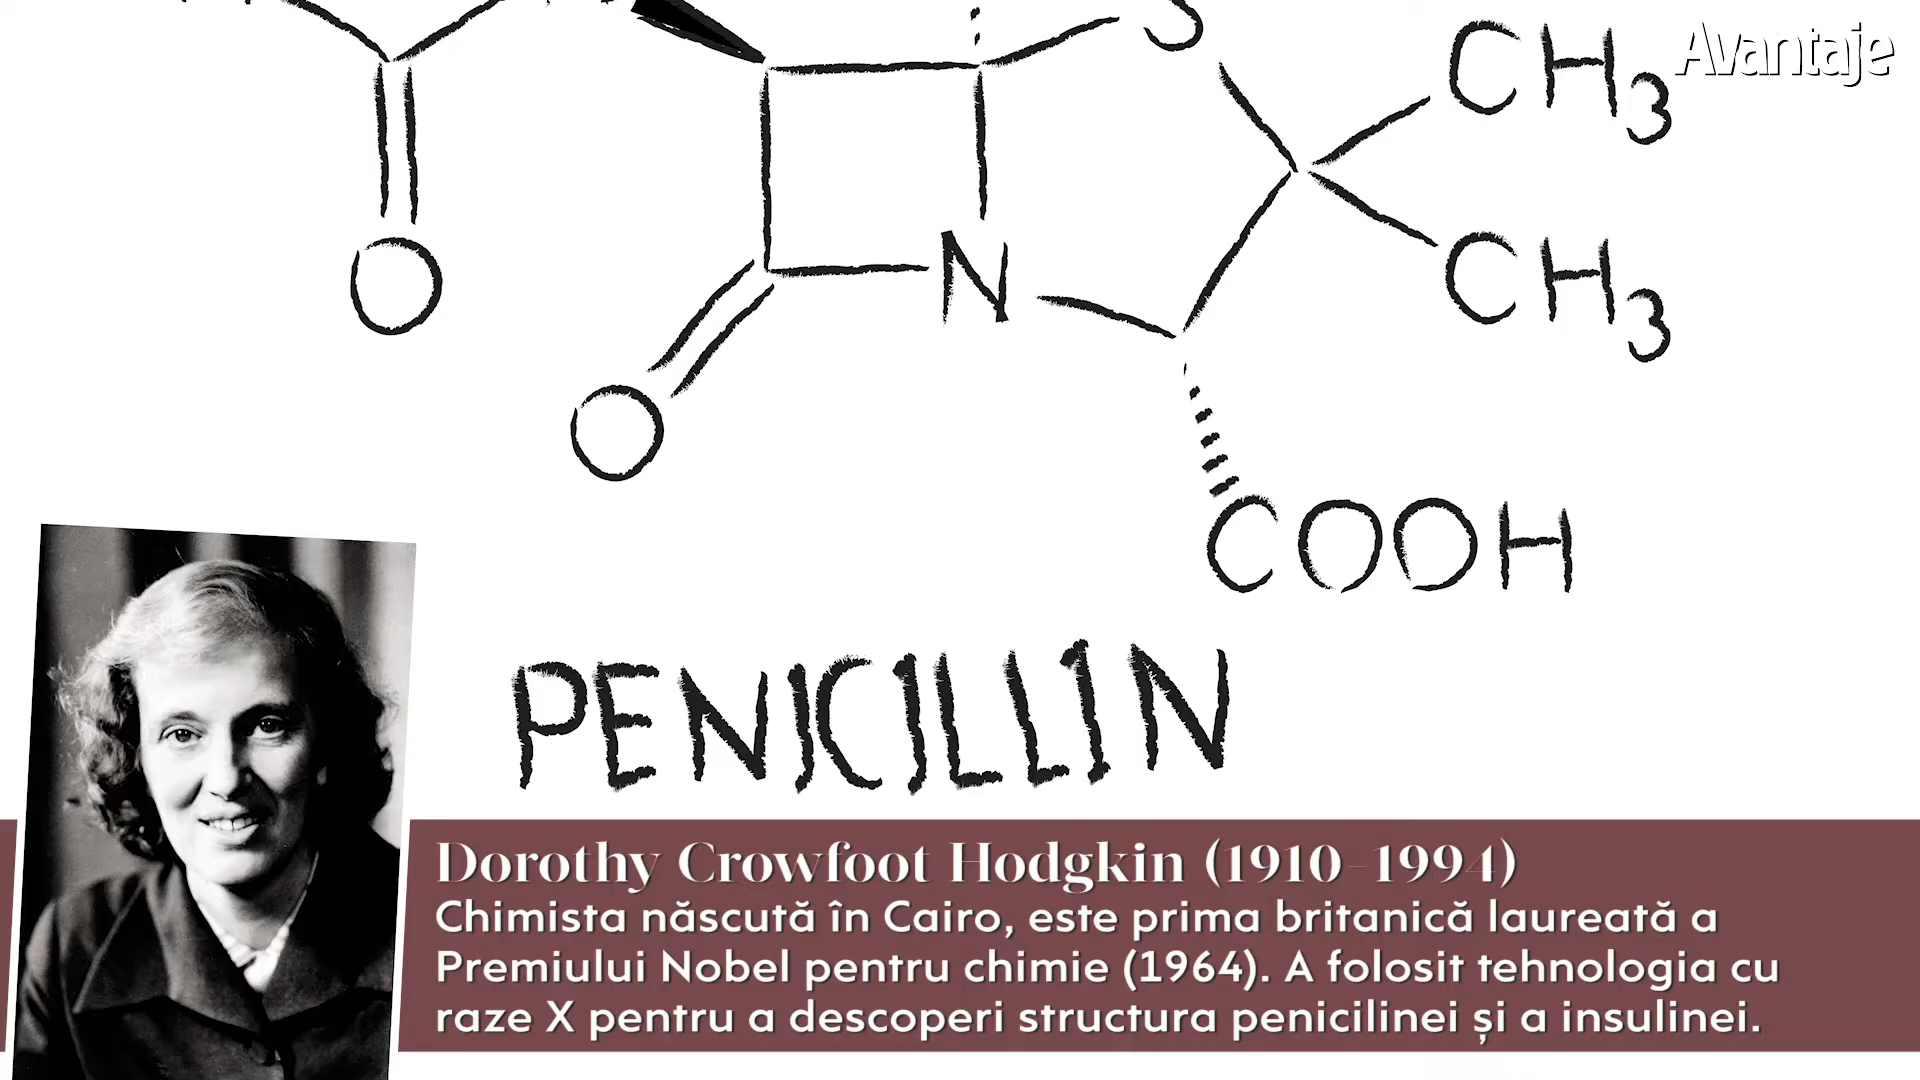 S
CH3
Avantaje
CH3
N
O
O
COOH
PENICILLIN
Dorothy Crowfoot Hodgkin (1910-1994)
Chimista născută în Cairo, este prima britanică laureată a
Premiului Nobel pentru chimie (1964). A folosit tehnologia cu
raze X pentru a descoperi structura penicilinei și a insulinei.